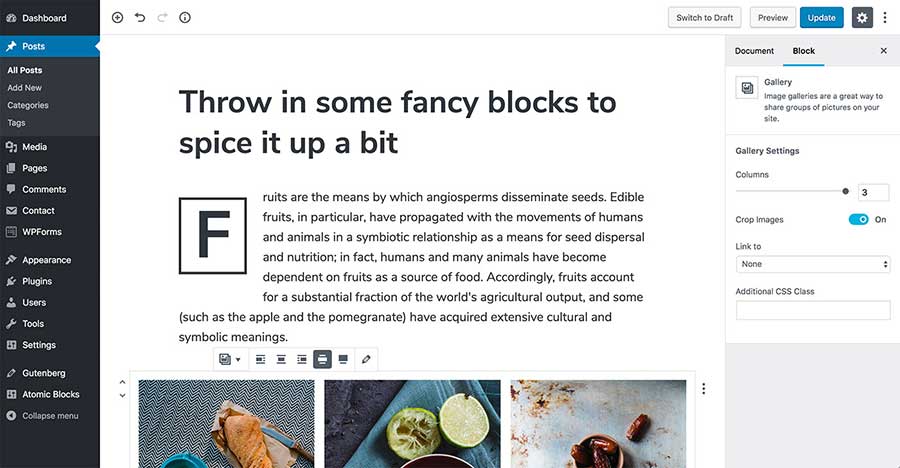 Dashboard
Posts
All Posts
Add New
Categories
Tags
Media
Pages
Comments
Contact
WPForms
Appearance
Plugins
Users
Tools
Settings
Gutenberg
Atomic Blocks
Collapse menu
Switch to Draft
Preview
Update
Throw in some fancy blocks to
spice it up a bit
F
ruits are the means by which angiosperms disseminate seeds. Edible
fruits, in particular, have propagated with the movements of humans
and animals in a symbiotic relationship as a means for seed dispersal
and nutrition; in fact, humans and many animals have become
dependent on fruits as a source of food. Accordingly, fruits account
for a substantial fraction of the world's agricultural output, and some
(such as the apple and the pomegranate) have acquired extensive cultural and
symbolic meanings.
Document
Block
Gallery
Image galleries are a great way to
share groups of pictures on your
site.
Gallery Settings
Columns
3
Crop Images
On
Link to
None
Additional CSS Class